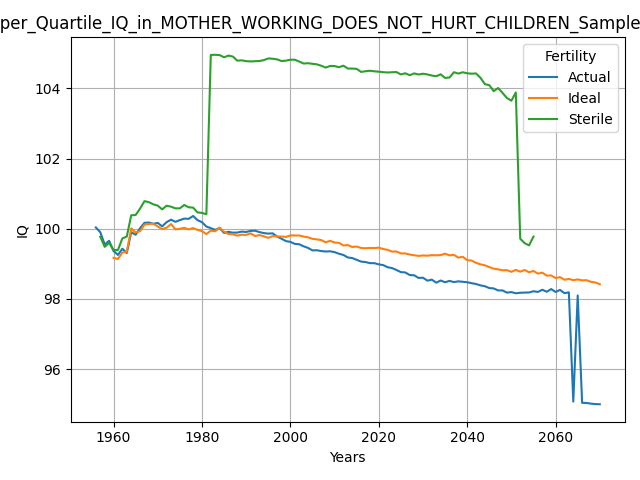 per_Quartile_IQ_in_MOTHER_WORKING_DOES_NOT_HURT_CHILDREN_Sample
Fertility
Actual
Ideal
Sterile
104
102
100
98
96
IQ
1960 1980 2000 2020 2040 2060
Years